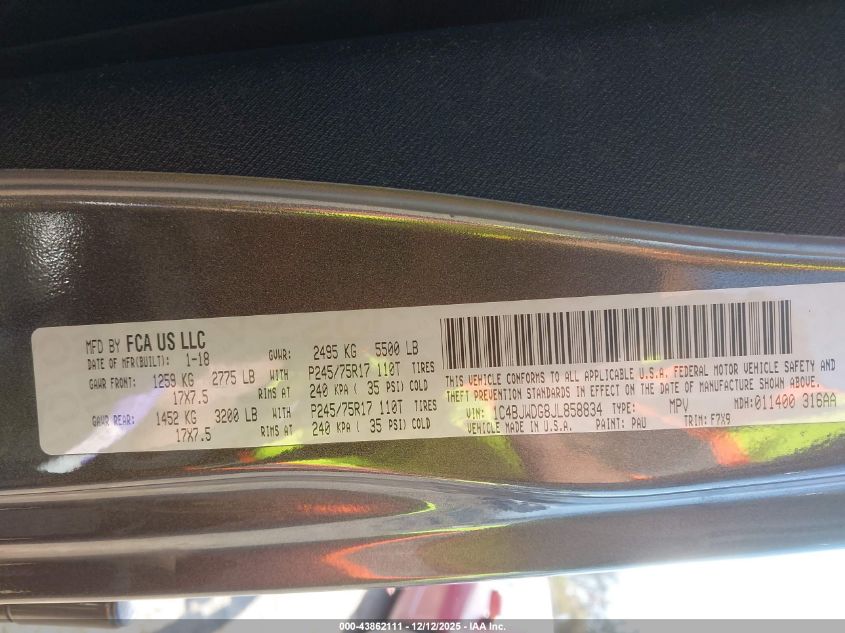 MFD BY FCA US LLC
DATE OF MFR(BUILT): 1-18
GVWR: 2495 KG 5500 LB
GAWR FRONT: 1259 KG 2775 LB WITH P245/75R17 110T TIRES
17X7.5 RIMS AT 240 KPA ( 35 PSI) COLD
GAWR REAR: 1452 KG 3200 LB WITH P245/75R17 110T TIRES
17X7.5 RIMS AT 240 KPA ( 35 PSI) COLD
THIS VEHICLE CONFORMS TO ALL APPLICABLE U.S.A. FEDERAL MOTOR VEHICLE SAFETY AND
THEFT PREVENTION STANDARDS IN EFFECT ON THE DATE OF MANUFACTURE SHOWN ABOVE.
VIN: 1C4BJWDG8JL858834 TYPE: MPV MDH:011400 316AA
VEHICLE MADE IN U.S.A. PAINT: PAU TRIM: F7X9
000-43862111 - 12/12/2025 - IAA Inc.